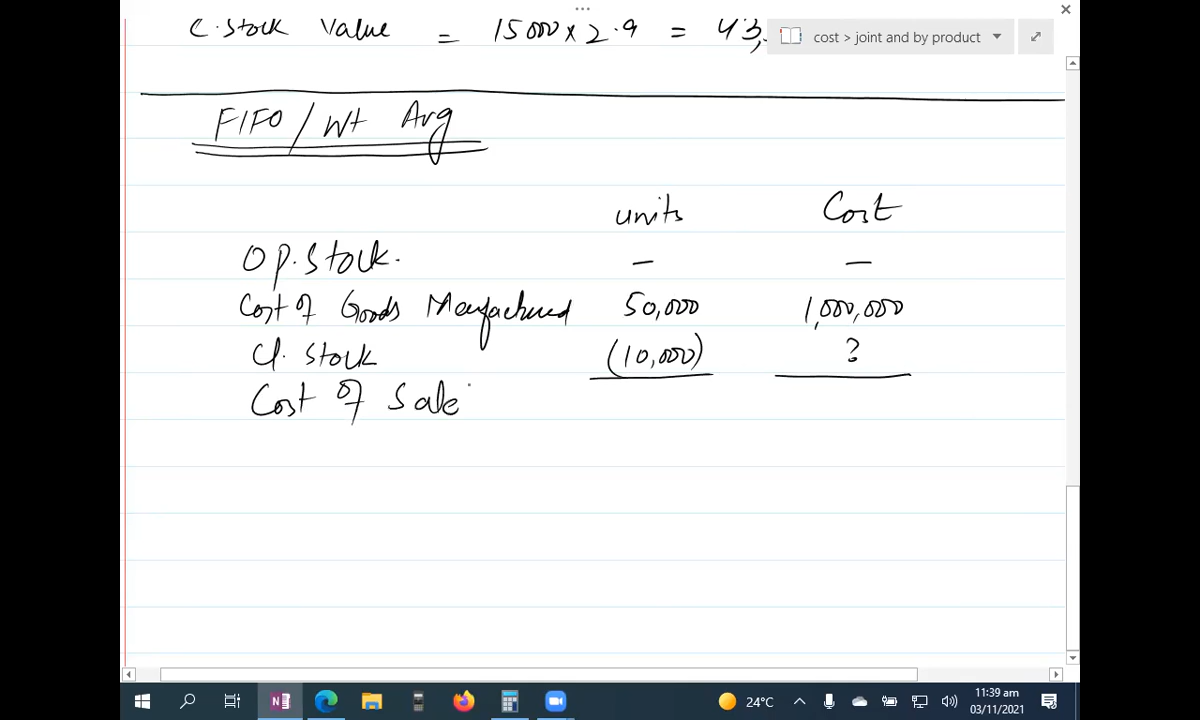 C. Stock Value = 15000 x 2.9 = 43,
cost > joint and by product
FIFO / Wt Avg
units Cost
OP. Stock. — —
Cost of Goods Manufactured 50,000 1,000,000
Cl. Stock (10,000) ?
Cost of Sale
24°C
11:39 am
03/11/2021